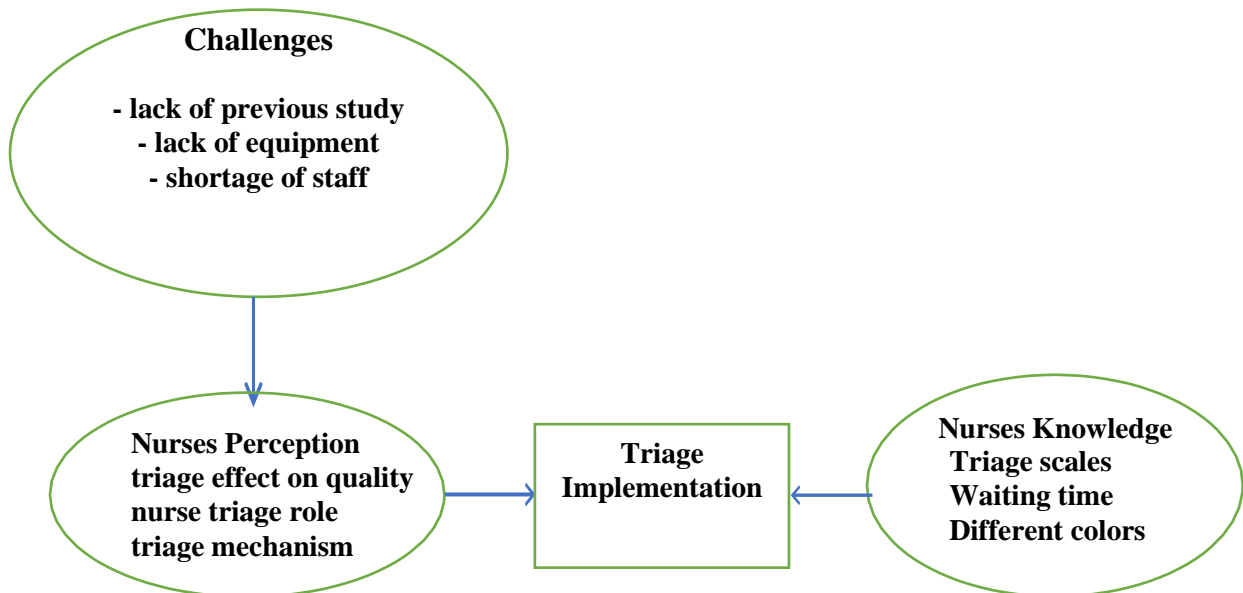 Challenges
- lack of previous study
- lack of equipment
- shortage of staff
Nurses Perception
triage effect on quality
nurse triage role
triage mechanism
Triage
Implementation
Nurses Knowledge
Triage scales
Waiting time
Different colors